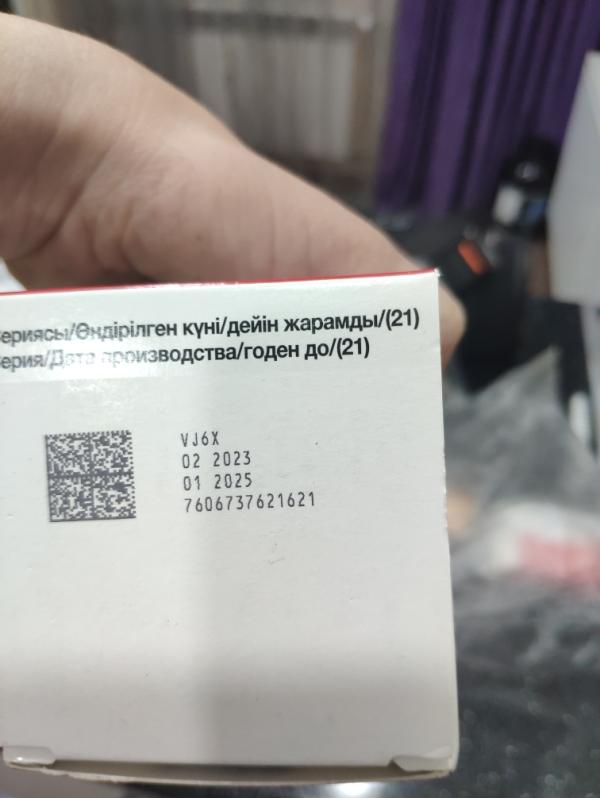 ериясы/Өндірілген күні/дейін жарамды/(21)
ерия/Дата производства/годен до/(21)
VJ6X
02 2023
01 2025
7606737621621